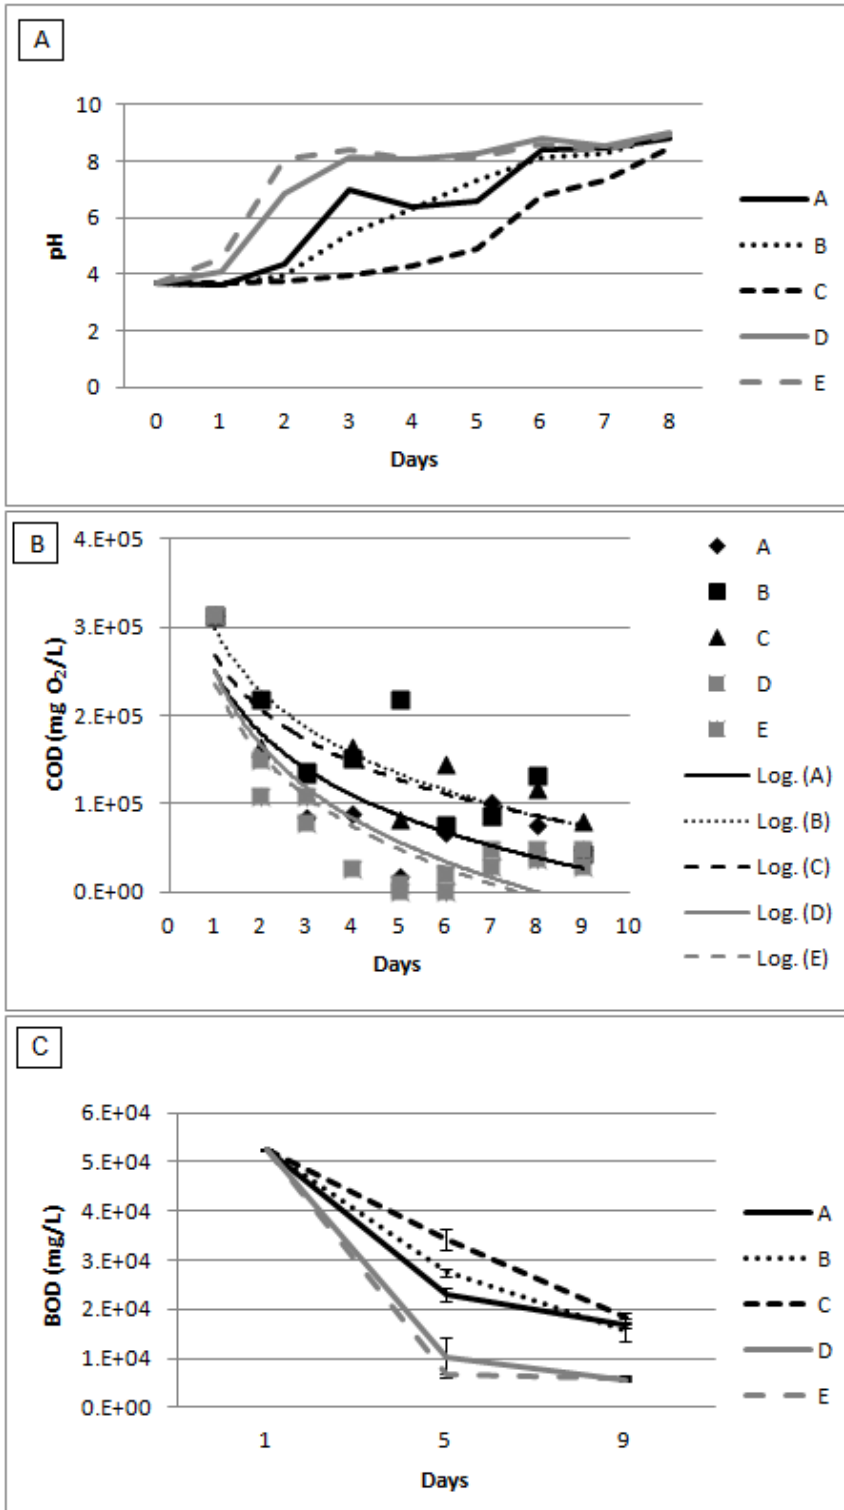 A
10
8
6
4
2
0
pH
0 1 2 3 4 5 6 7 8
Days
A
B
C
D
E
B
4.E+05
3.E+05
2.E+05
1.E+05
0.E+00
COD (mg O₂/L)
0 1 2 3 4 5 6 7 8 9 10
Days
A
B
C
D
E
Log. (A)
Log. (B)
Log. (C)
Log. (D)
Log. (E)
C
6.E+04
5.E+04
4.E+04
3.E+04
2.E+04
1.E+04
0.E+00
BOD (mg/L)
1 5 9
Days
A
B
C
D
E